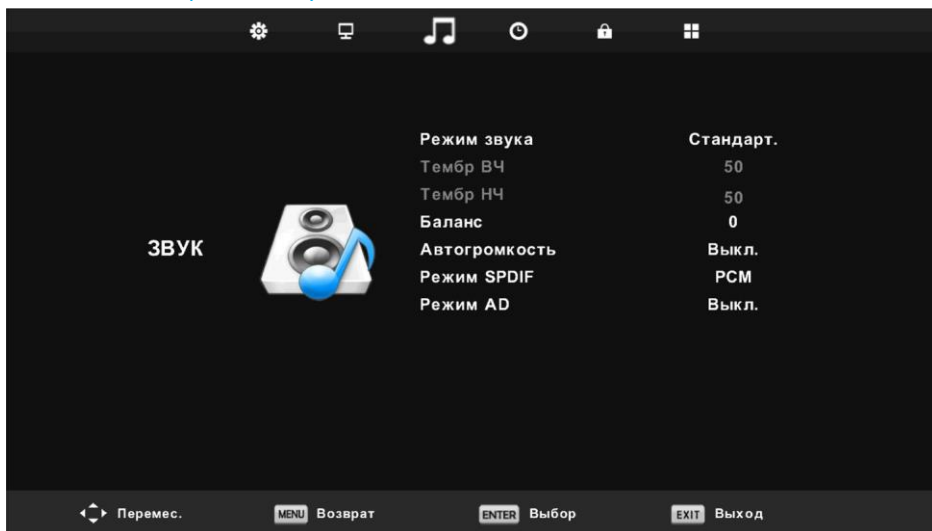 Режим звука Стандарт.
Тембр ВЧ 50
Тембр НЧ 50
Баланс 0
ЗВУК
Автогромкость Выкл.
Режим SPDIF PCM
Режим AD Выкл.
Перемес. MENU Возврат ENTER Выбор EXIT Выход